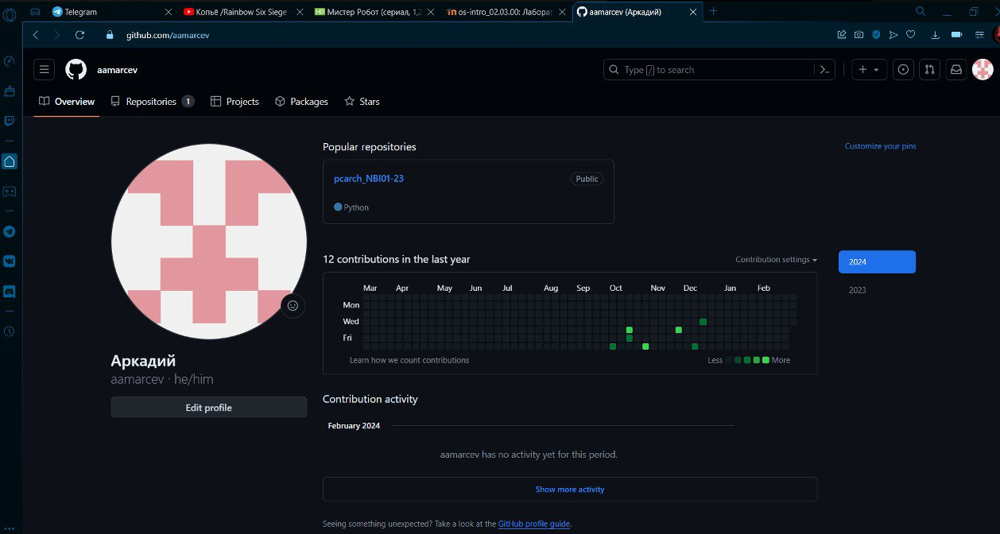 Telegram
Копьё /Rainbow Six Siege
HD Мистер Робот (сериал, 1,2
os-intro_02.03.00: Лаборат
aamarcev (Аркадий)
github.com/aamarcev
aamarcev
Type / to search
Overview
Repositories 1
Projects
Packages
Stars
Popular repositories
Customize your pins
pcarch_NBI01-23
Public
Python
12 contributions in the last year
Contribution settings
2024
2023
Mar Apr May Jun Jul Aug Sep Oct Nov Dec Jan Feb
Mon
Wed
Fri
Learn how we count contributions
Less More
Аркадий
aamarcev · he/him
Edit profile
Contribution activity
February 2024
aamarcev has no activity yet for this period.
Show more activity
Seeing something unexpected? Take a look at the GitHub profile guide.